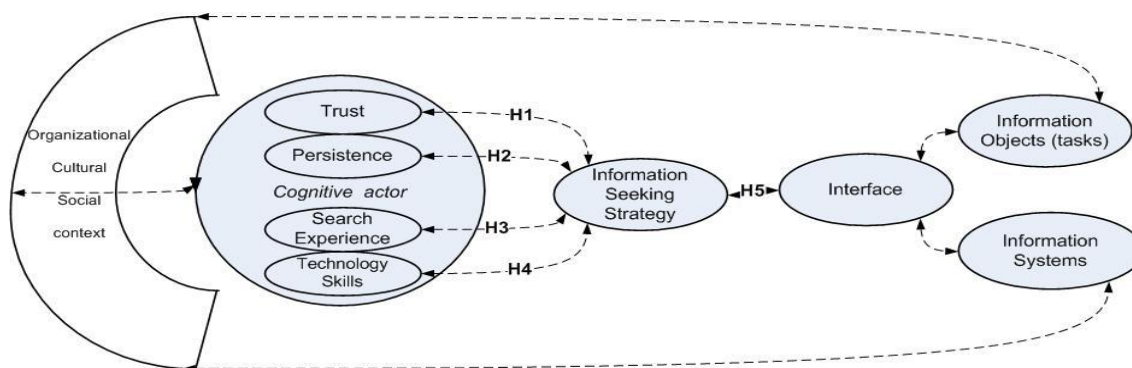 Organizational
Cultural
Social
context
Trust
Persistence
Cognitive actor
Search
Experience
Technology
Skills
H1
H2
H3
H4
Information
Seeking
Strategy
H5
Interface
Information
Objects (tasks)
Information
Systems